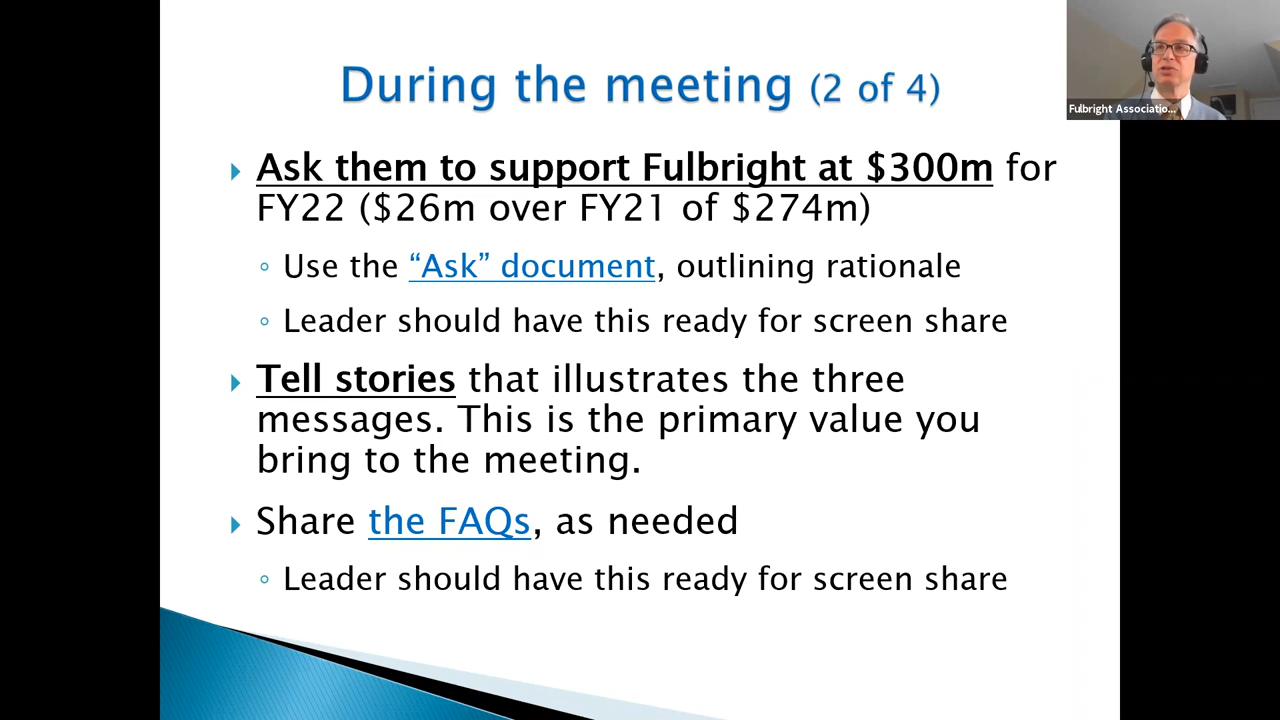 During the meeting (2 of 4)
Ask them to support Fulbright at $300m for
FY22 ($26m over FY21 of $274m)
Use the “Ask” document, outlining rationale
Leader should have this ready for screen share
Tell stories that illustrates the three
messages. This is the primary value you
bring to the meeting.
Share the FAQs, as needed
Leader should have this ready for screen share
Fulbright Associatio...